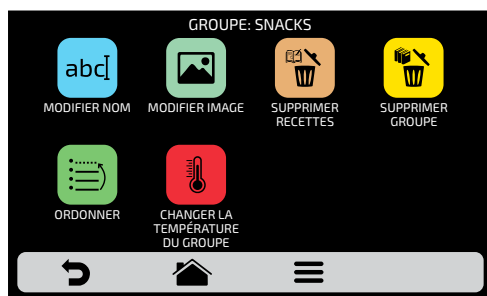 GROUPE: SNACKS
abc
MODIFIER NOM
MODIFIER IMAGE
SUPPRIMER
RECETTES
SUPPRIMER
GROUPE
ORDONNER
CHANGER LA
TEMPÉRATURE
DU GROUPE